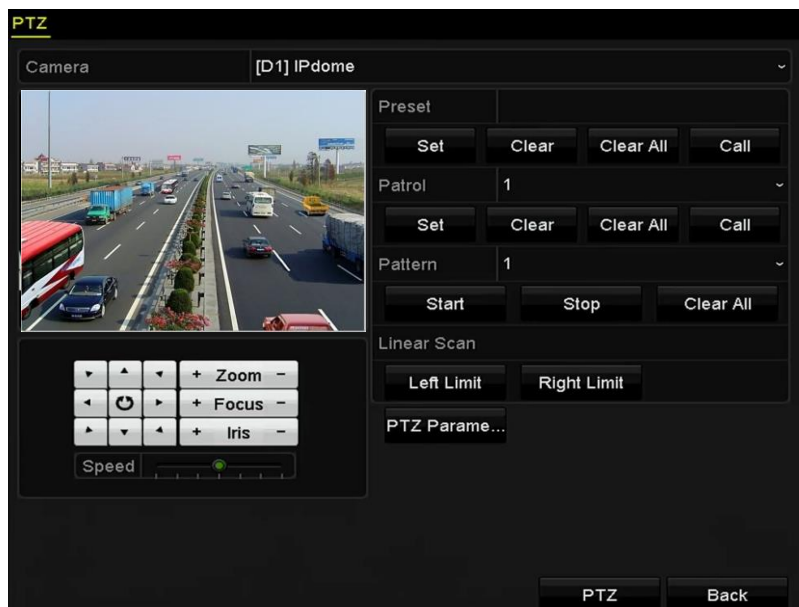 PTZ
Camera [D1] IPdome
Preset
Set Clear Clear All Call
Patrol 1
Set Clear Clear All Call
Pattern 1
Start Stop Clear All
Linear Scan
Left Limit Right Limit
PTZ Parame...
+ Zoom -
+ Focus -
+ Iris -
Speed
PTZ Back